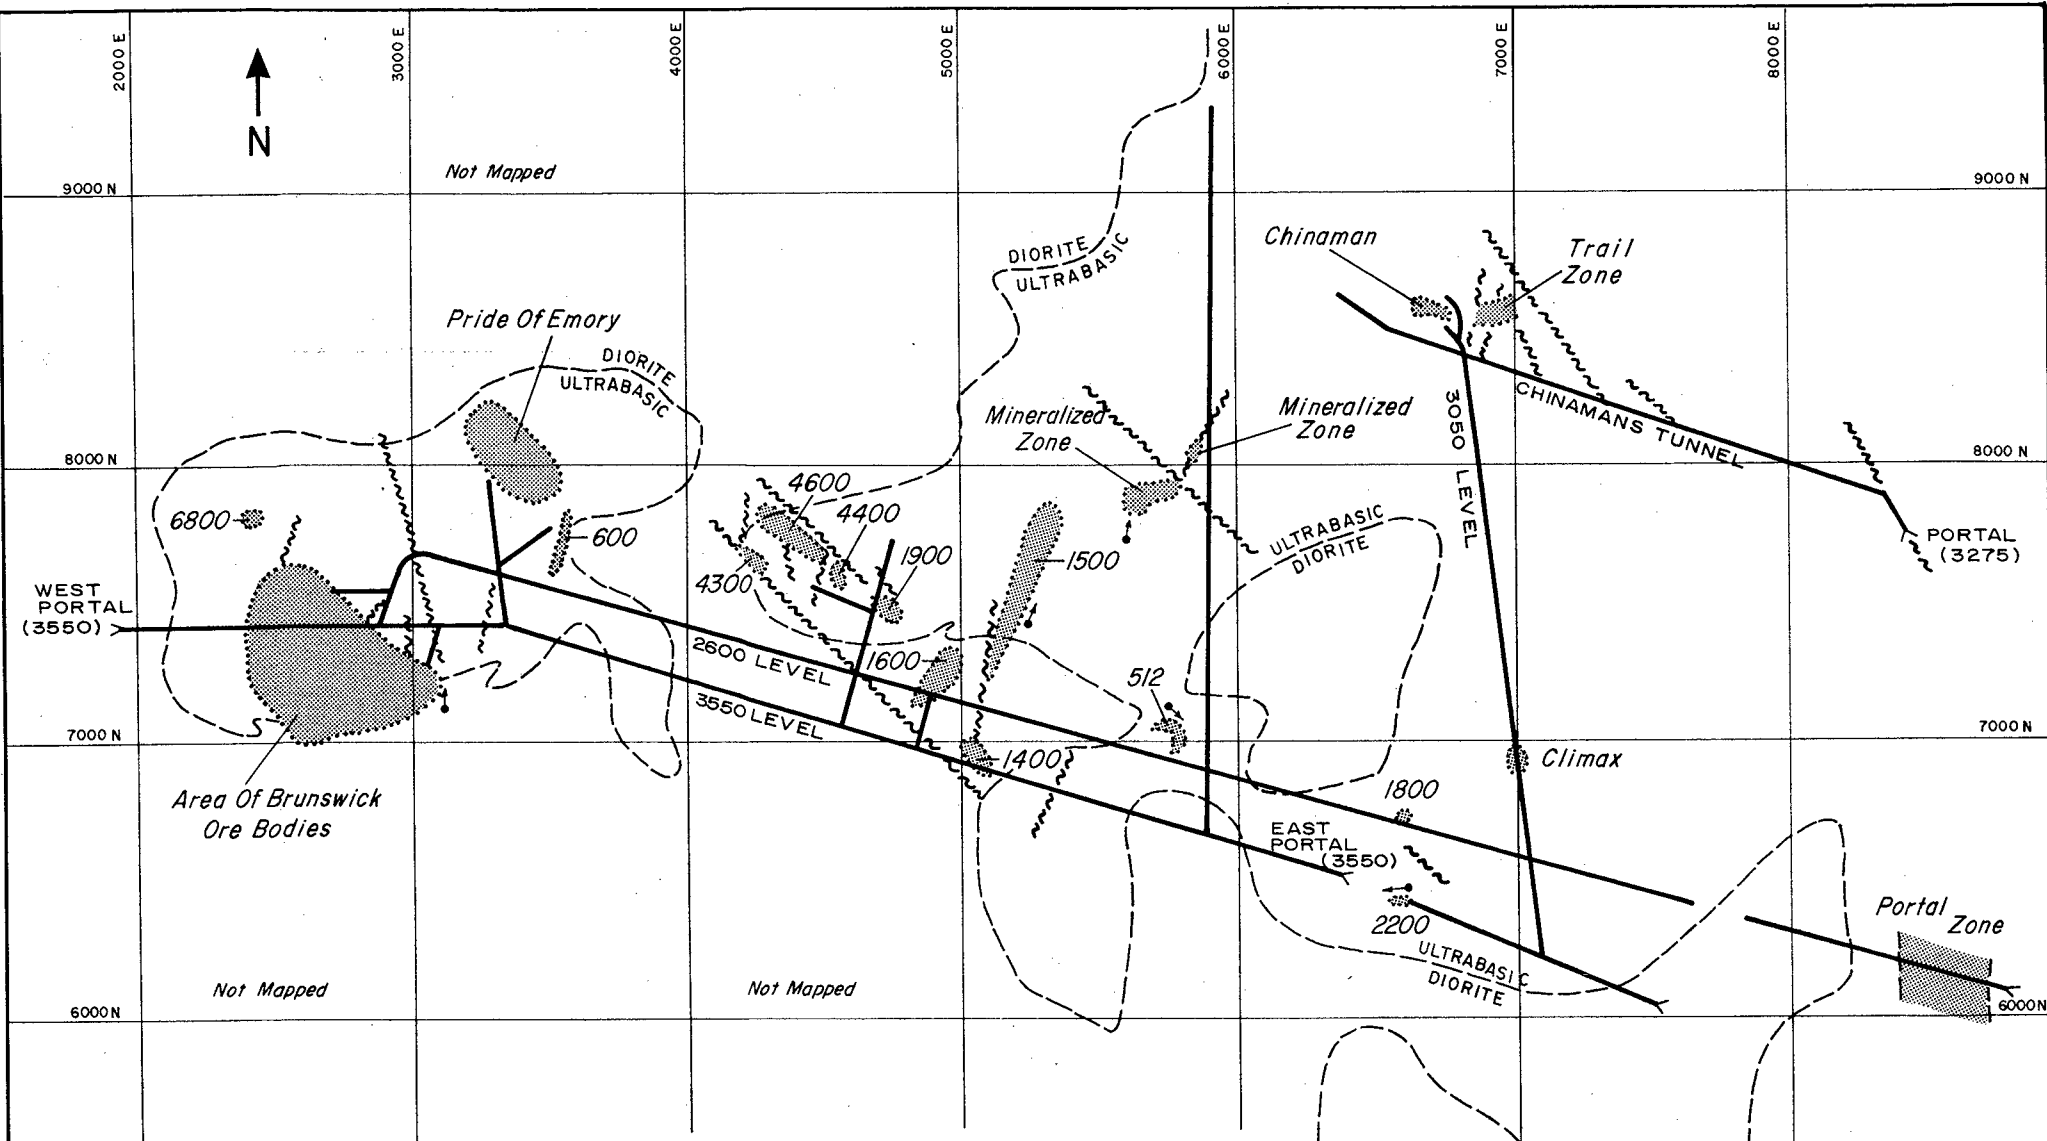 2000 E
3000 E
4000 E
5000 E
6000 E
7000 E
8000 E
N
Not Mapped
9000 N
9000 N
DIORITE
ULTRABASIC
Chinaman
Trail
Zone
Pride Of Emory
DIORITE
ULTRABASIC
Mineralized
Zone
Mineralized
Zone
3050 LEVEL
CHINAMANS TUNNEL
8000 N
8000 N
4600
4400
6800
600
1900
4300
1500
ULTRABASIC
DIORITE
PORTAL
(3275)
WEST
PORTAL
(3550)
2600 LEVEL
1600
512
3550 LEVEL
7000 N
7000 N
1400
Climax
1800
Area Of Brunswick
Ore Bodies
EAST
PORTAL
(3550)
2200
Portal
Zone
ULTRABASIC
DIORITE
Not Mapped
Not Mapped
6000 N
6000 N